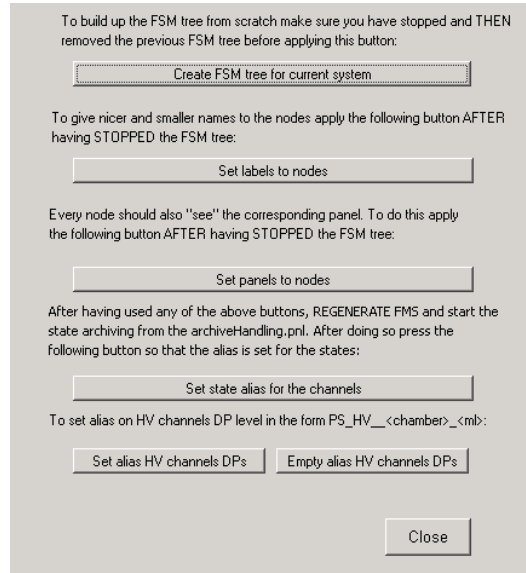 To build up the FSM tree from scratch make sure you have stopped and THEN
removed the previous FSM tree before applying this button:
Create FSM tree for current system
To give nicer and smaller names to the nodes apply the following button AFTER
having STOPPED the FSM tree:
Set labels to nodes
Every node should also "see" the corresponding panel. To do this apply
the following button AFTER having STOPPED the FSM tree:
Set panels to nodes
After having used any of the above buttons, REGENERATE FMS and start the
state archiving from the archiveHandling.pnl. After doing so press the
following button so that the alias is set for the states:
Set state alias for the channels
To set alias on HV channels DP level in the form PS_HV__<chamber>_<ml>:
Set alias HV channels DPs
Empty alias HV channels DPs
Close